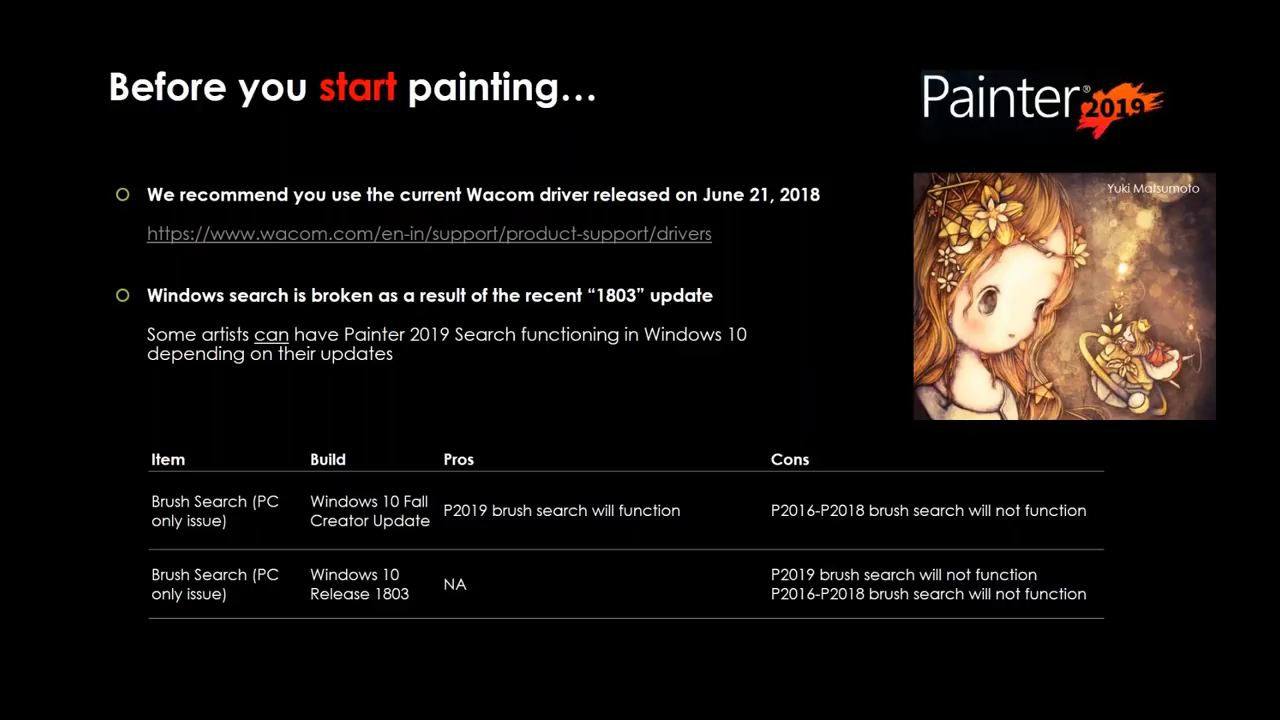 Before you start painting…
Painter® 2019
Yuki Matsumoto
We recommend you use the current Wacom driver released on June 21, 2018
https://www.wacom.com/en-in/support/product-support/drivers
Windows search is broken as a result of the recent “1803” update
Some artists can have Painter 2019 Search functioning in Windows 10
depending on their updates
Item Build Pros Cons
Brush Search (PC
only issue)
Windows 10 Fall
Creator Update
P2019 brush search will function
P2016-P2018 brush search will not function
Brush Search (PC
only issue)
Windows 10
Release 1803
NA
P2019 brush search will not function
P2016-P2018 brush search will not function